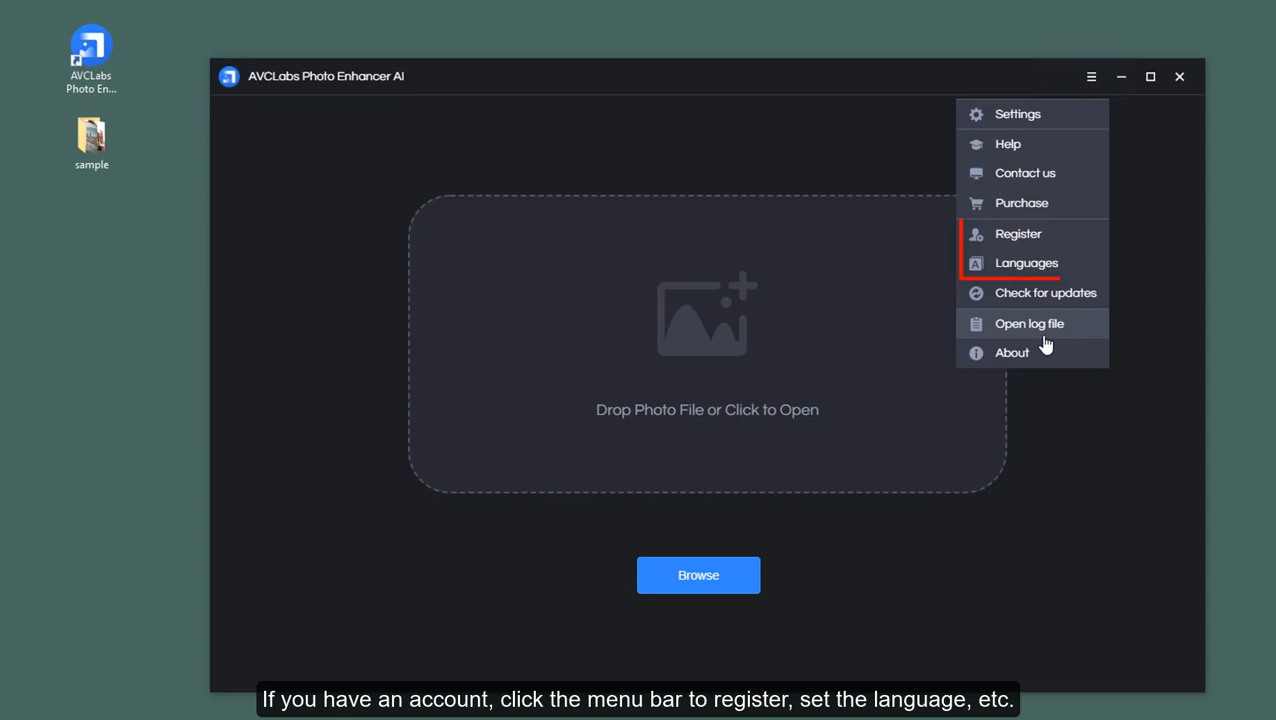 AVCLabs
Photo En...
sample
AVCLabs Photo Enhancer AI
Settings
Help
Contact us
Purchase
Register
Languages
Check for updates
Open log file
About
Drop Photo File or Click to Open
Browse
If you have an account, click the menu bar to register, set the language, etc.